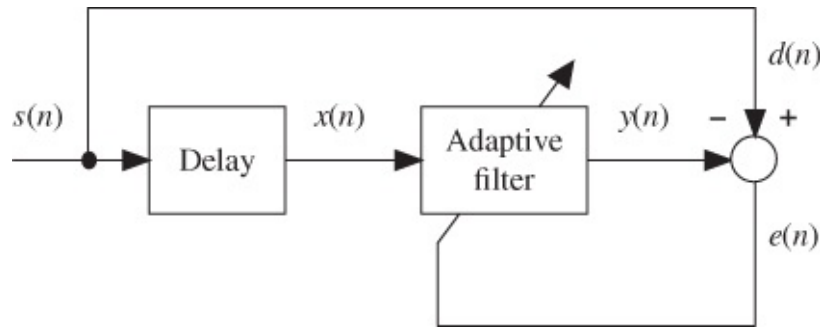 d(n)
s(n)
x(n)
y(n)
− +
Delay
Adaptive
filter
e(n)